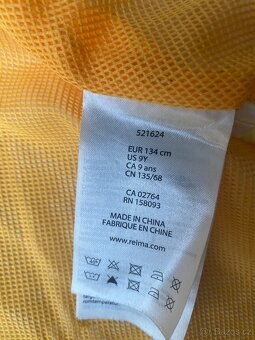 521624
EUR 134 cm
US 9Y
CA 9 ans
CN 135/68
CA 02764
RN 158093
MADE IN CHINA
FABRIQUE EN CHINE
www.reima.com